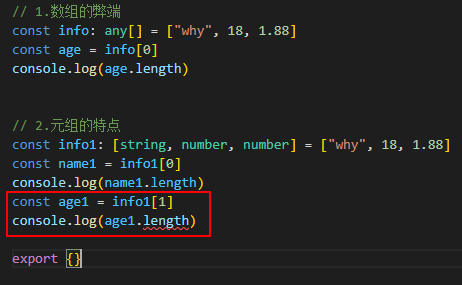 // 1.数组的弊端
const info: any[] = ["why", 18, 1.88]
const age = info[0]
console.log(age.length)
// 2.元组的特点
const info1: [string, number, number] = ["why", 18, 1.88]
const name1 = info1[0]
console.log(name1.length)
const age1 = info1[1]
console.log(age1.length)
export {}